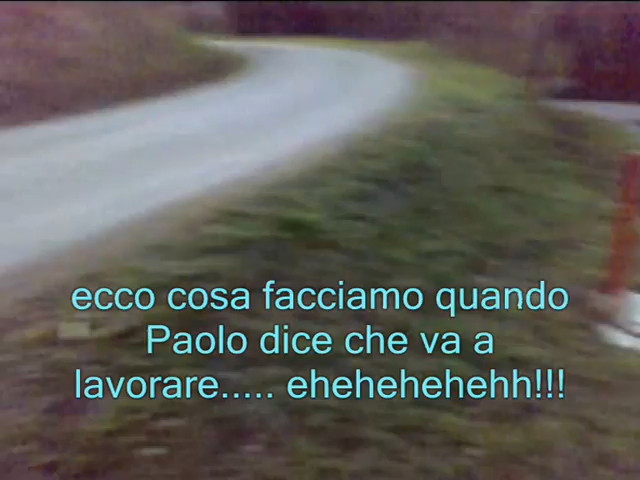 ecco cosa facciamo quando
Paolo dice che va a
lavorare..... ehehehehehh!!!